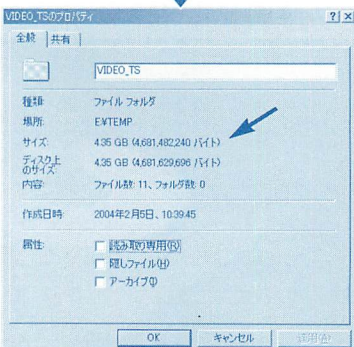 VIDEO_TSのプロパティ
全般 共有
VIDEO_TS
種類: ファイル フォルダ
場所: E:¥TEMP
サイズ: 4.35 GB (4,681,482,240 バイト)
ディスク上
のサイズ: 4.35 GB (4,681,629,696 バイト)
内容: ファイル数: 11、フォルダ数: 0
作成日時: 2004年2月5日、10:39:45
属性: 読み取り専用(R)
隠しファイル(H)
アーカイブ(I)
OK キャンセル 適用(A)